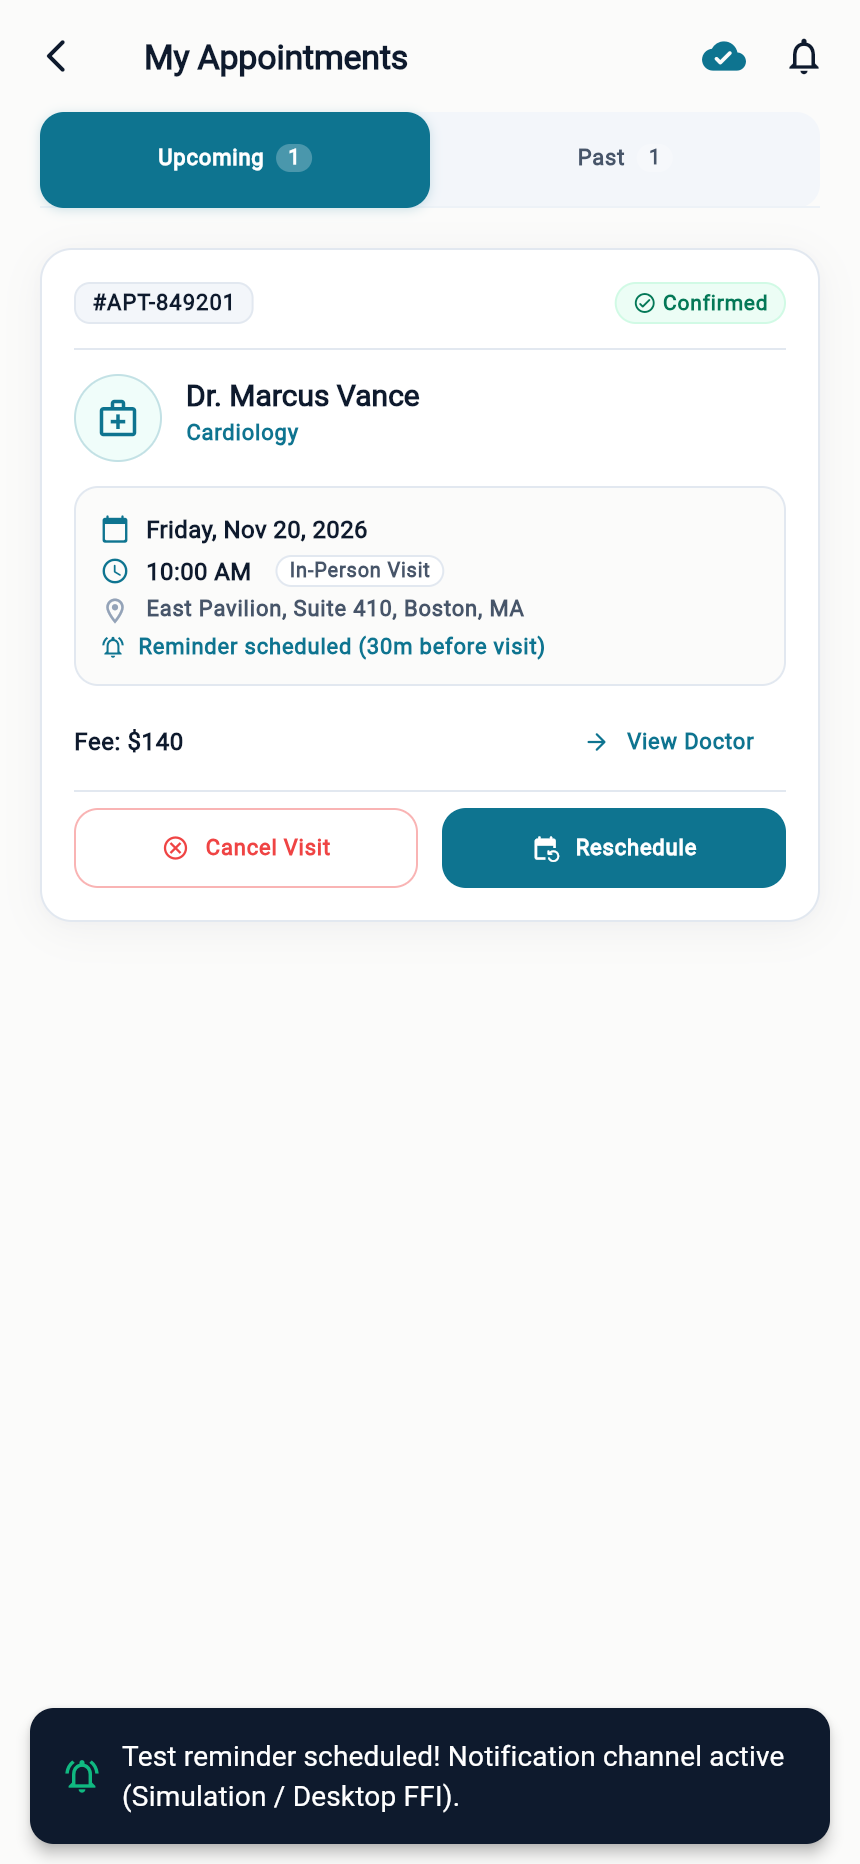 My Appointments
Upcoming 1
Past 1
#APT-849201
Confirmed
Dr. Marcus Vance
Cardiology
Friday, Nov 20, 2026
10:00 AM In-Person Visit
East Pavilion, Suite 410, Boston, MA
Reminder scheduled (30m before visit)
Fee: $140
View Doctor
Cancel Visit
Reschedule
Test reminder scheduled! Notification channel active
(Simulation / Desktop FFI).